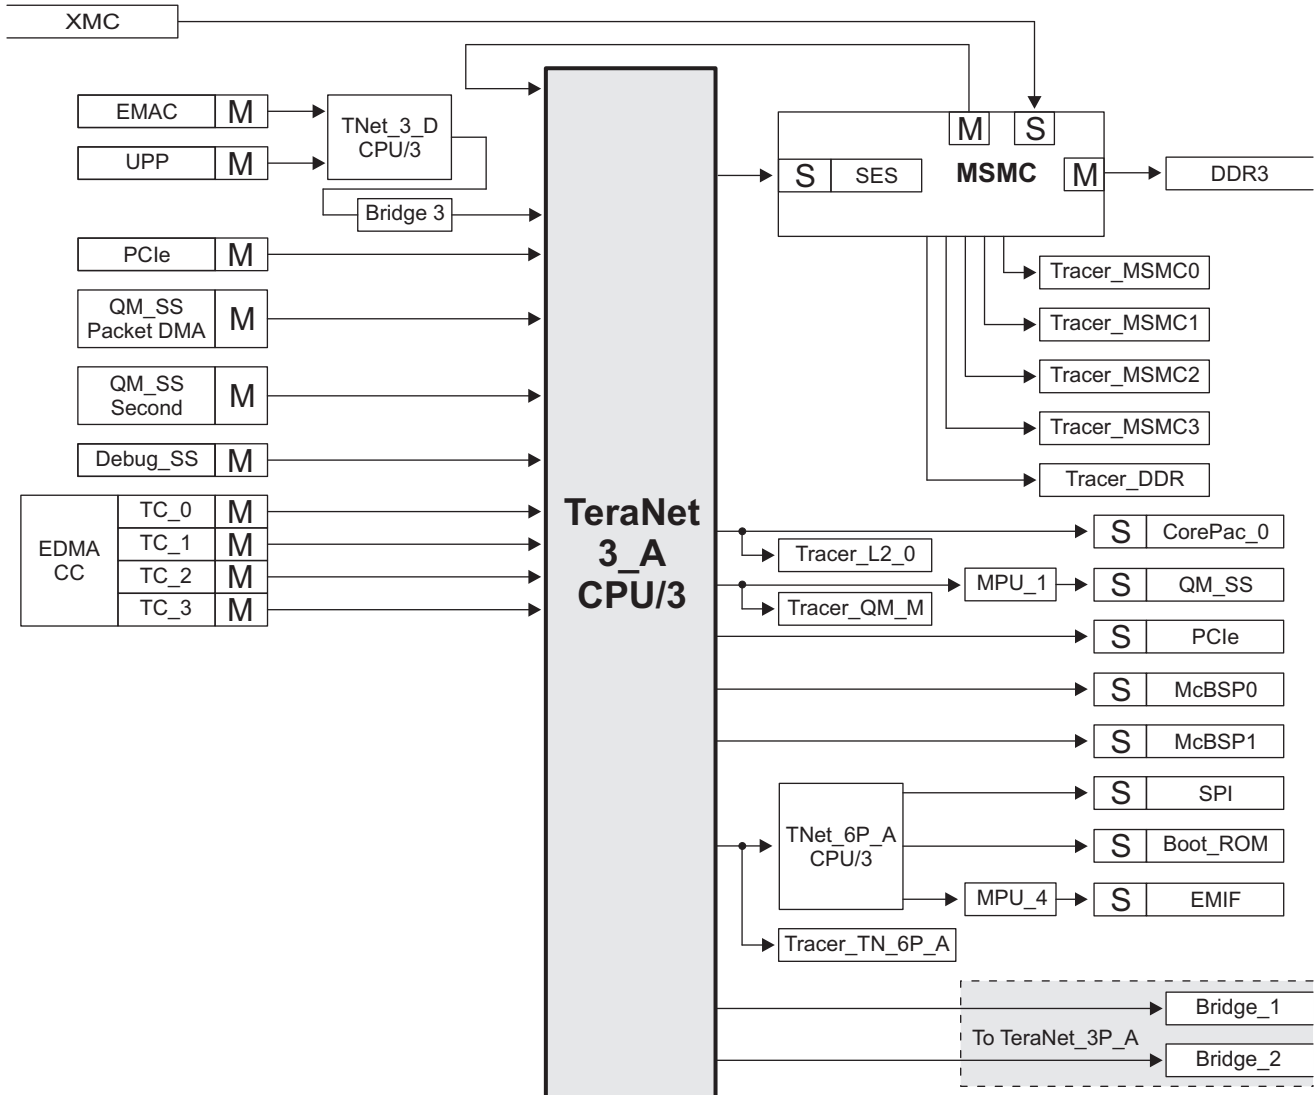 XMC
EMAC M
UPP M
TNet_3_D
CPU/3
Bridge 3
PCIe M
QM_SS
Packet DMA M
QM_SS
Second M
Debug_SS M
EDMA
CC
TC_0 M
TC_1 M
TC_2 M
TC_3 M
TeraNet
3_A
CPU/3
M S
S SES MSMC M
DDR3
Tracer_MSMC0
Tracer_MSMC1
Tracer_MSMC2
Tracer_MSMC3
Tracer_DDR
S CorePac_0
Tracer_L2_0
MPU_1 S QM_SS
Tracer_QM_M
S PCIe
S McBSP0
S McBSP1
TNet_6P_A
CPU/3
S SPI
S Boot_ROM
MPU_4 S EMIF
Tracer_TN_6P_A
To TeraNet_3P_A
Bridge_1
Bridge_2